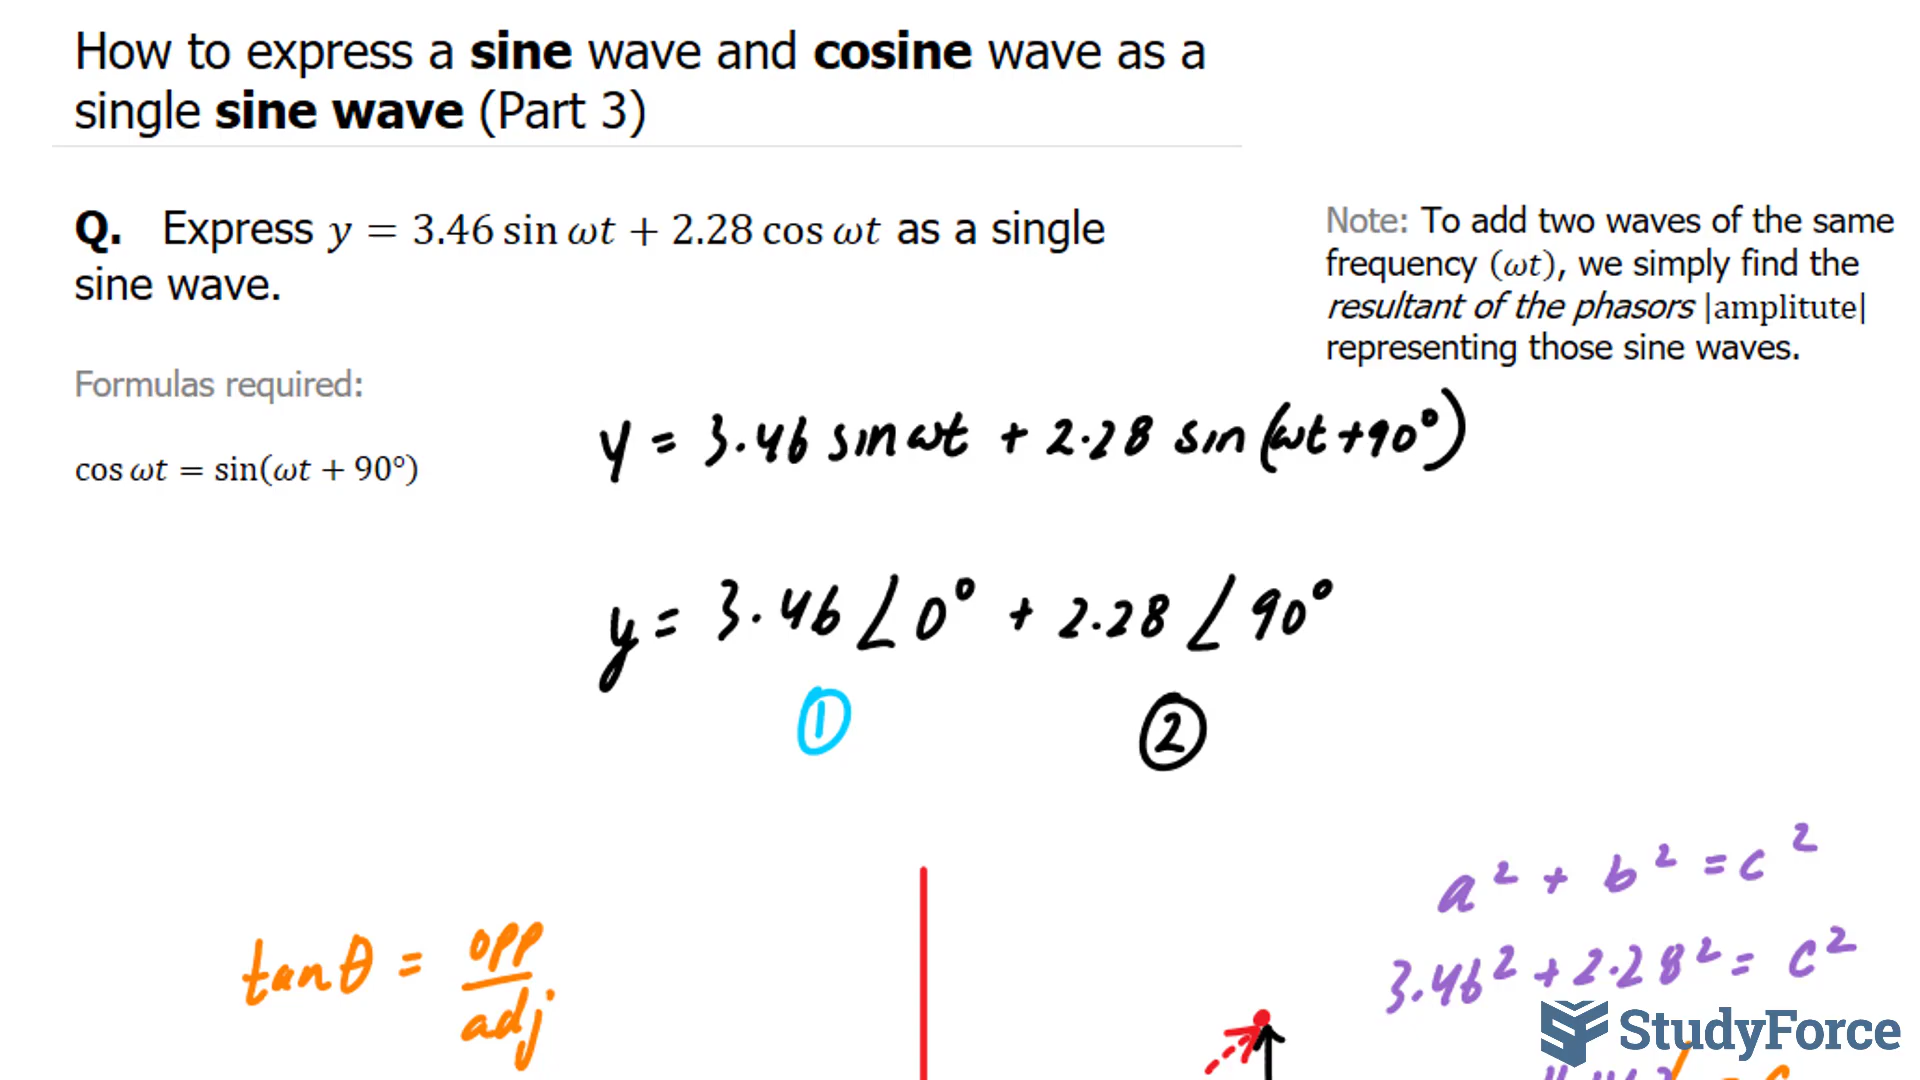 How to express a sine wave and cosine wave as a
single sine wave (Part 3)
Q. Express y = 3.46 sin ωt + 2.28 cos ωt as a single
sine wave.
Note: To add two waves of the same
frequency (ωt), we simply find the
resultant of the phasors |amplitute|
representing those sine waves.
Formulas required:
cos ωt = sin(ωt + 90°)
y = 3.46 sin ωt + 2.28 sin (ωt + 90°)
y = 3.46 ∠0° + 2.28 ∠90°
① ②
a² + b² = c²
3.46² + 2.28² = c²
tan θ = opp/adj
StudyForce